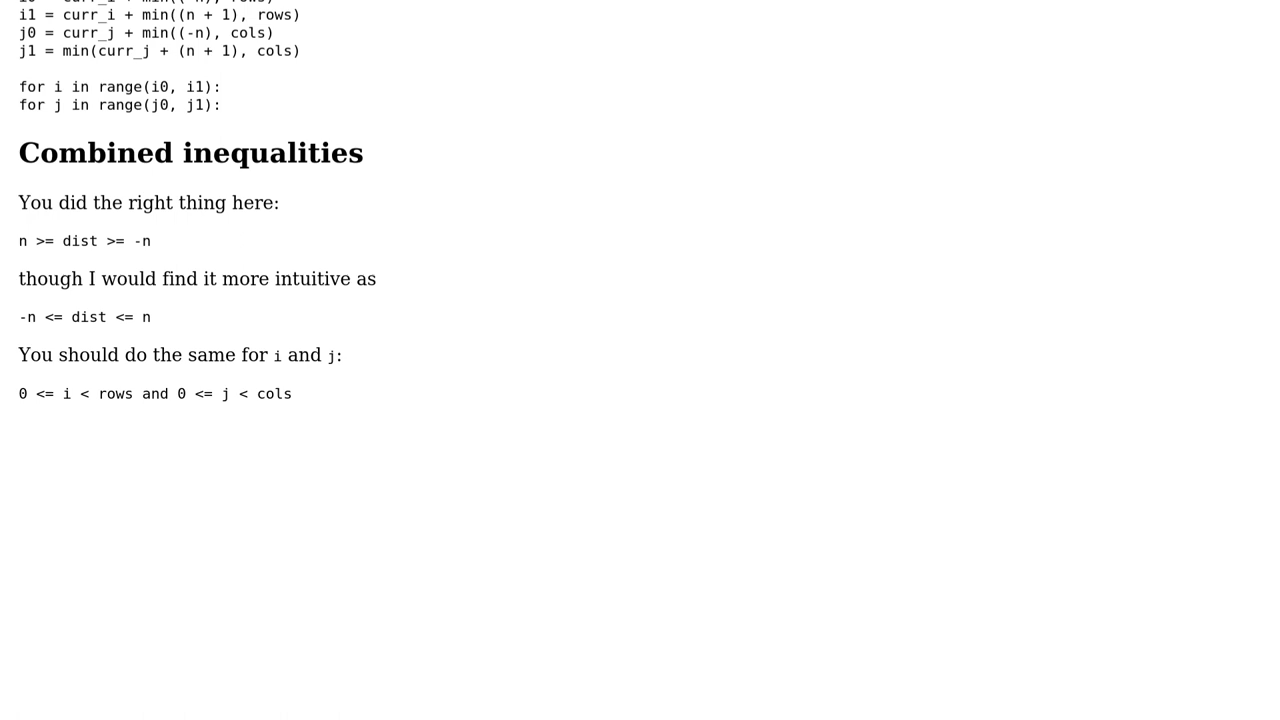 i1 = curr_i + min((n + 1), rows)
j0 = curr_j + min((-n), cols)
j1 = min(curr_j + (n + 1), cols)
for i in range(i0, i1):
for j in range(j0, j1):
Combined inequalities
You did the right thing here:
n >= dist >= -n
though I would find it more intuitive as
-n <= dist <= n
You should do the same for i and j:
0 <= i < rows and 0 <= j < cols